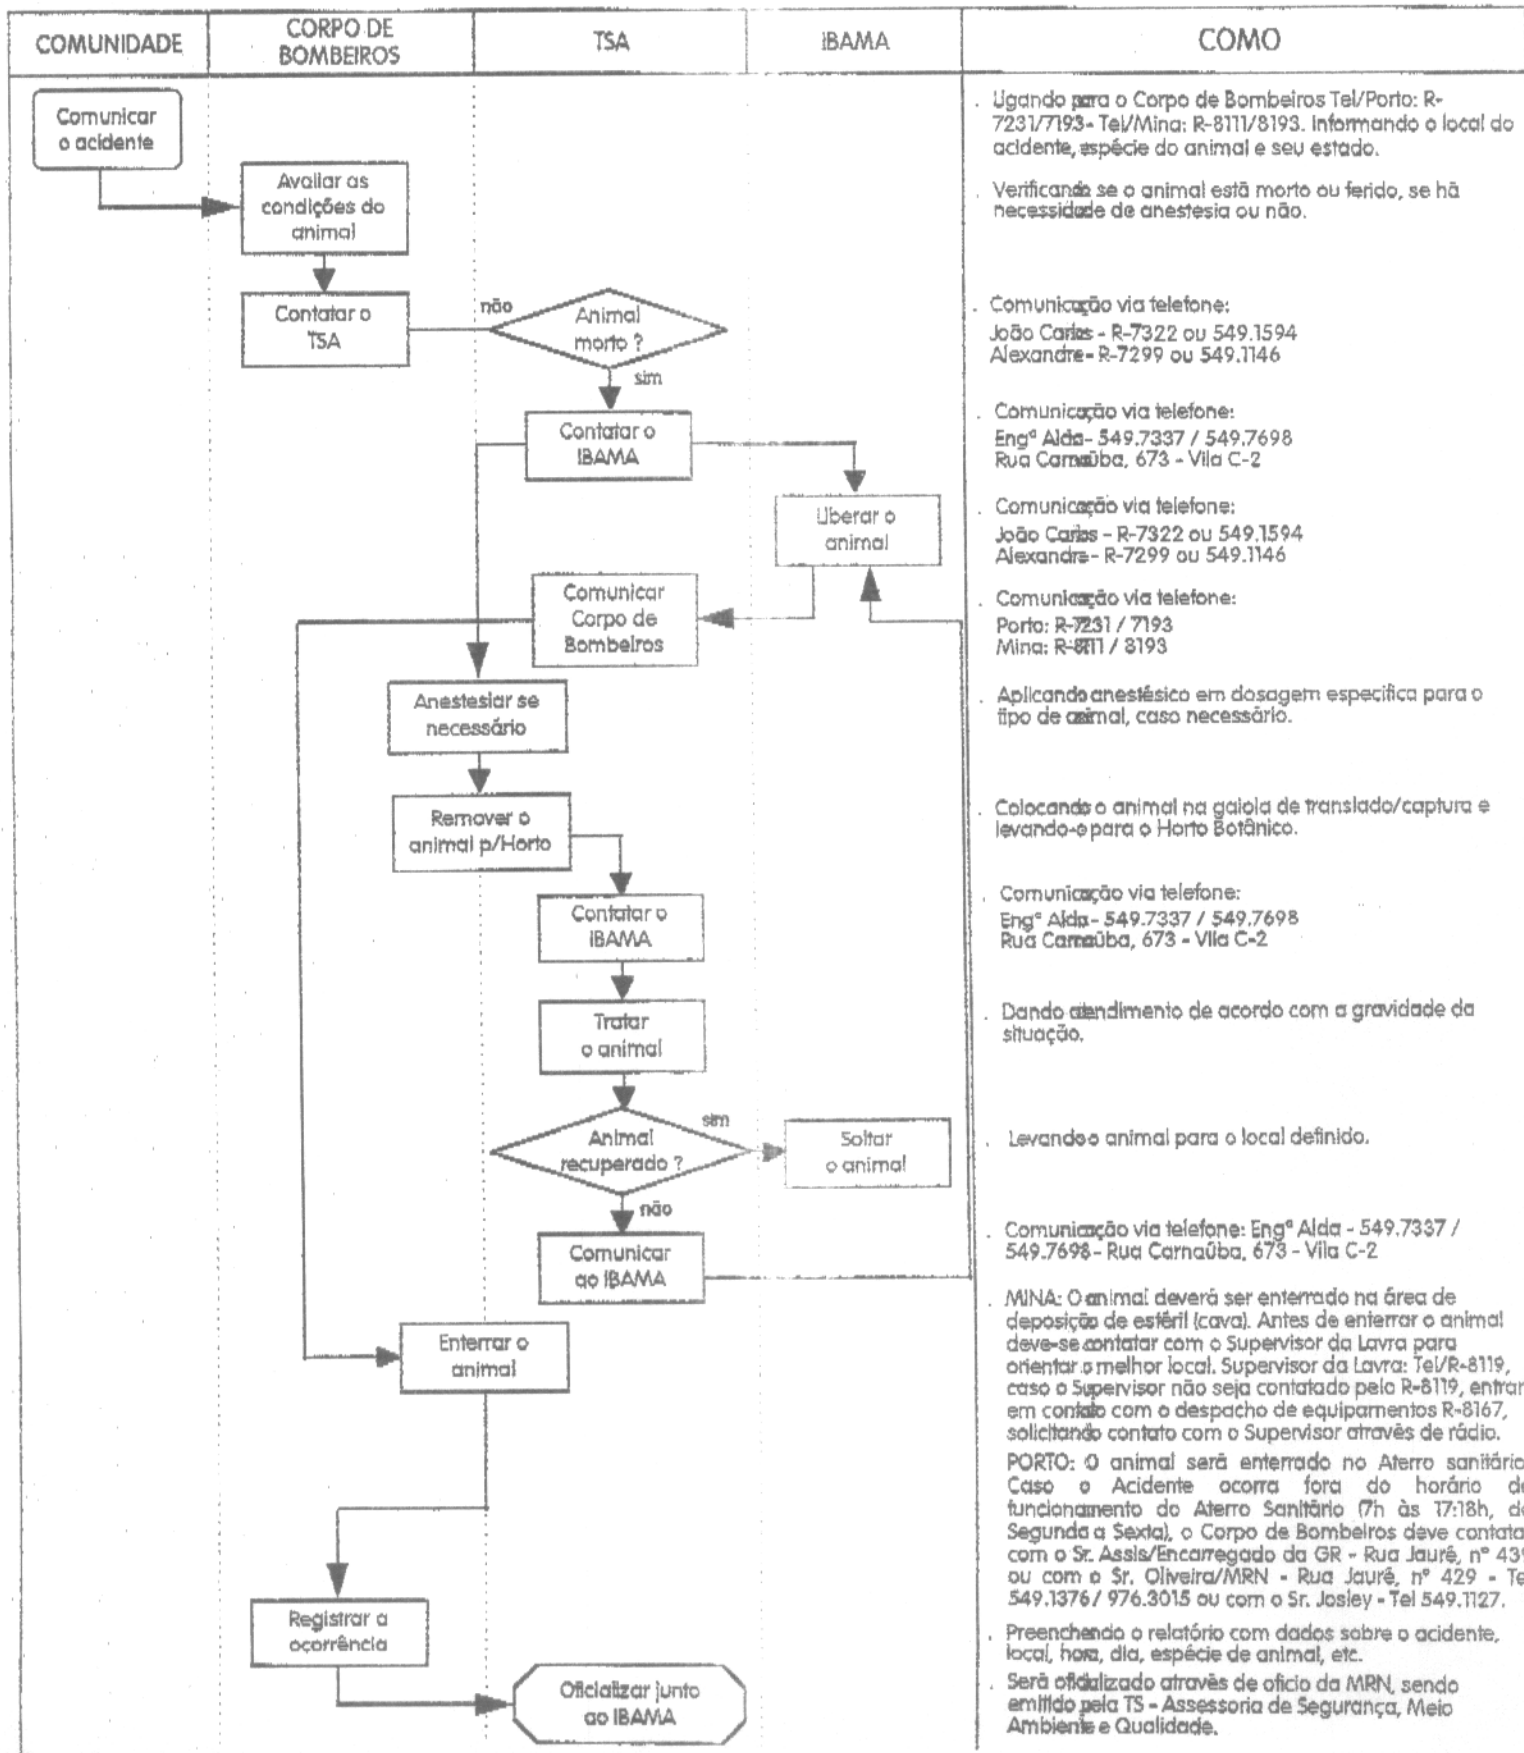 COMUNIDADE
CORPO DE
BOMBEIROS
TSA
IBAMA
COMO
Comunicar
o acidente
Avaliar as
condições do
animal
Contatar o
TSA
não
Animal
morto ?
sim
Contatar o
IBAMA
Liberar o
animal
Comunicar
Corpo de
Bombeiros
Anestesiar se
necessário
Remover o
animal p/Horto
Contatar o
IBAMA
Tratar
o animal
Animal
recuperado ?
sim
Soltar
o animal
não
Comunicar
ao IBAMA
Enterrar o
animal
Registrar a
ocorrência
Oficializar junto
ao IBAMA
. Ligando para o Corpo de Bombeiros Tel/Porto: R-
7231/7193- Tel/Mina: R-8111/8193. Informando o local do
acidente, espécie do animal e seu estado.
. Verificando se o animal está morto ou ferido, se há
necessidade de anestesia ou não.
. Comunicação via telefone:
João Carlos - R-7322 ou 549.1594
Alexandre- R-7299 ou 549.1146
. Comunicação via telefone:
Engª Alda- 549.7337 / 549.7698
Rua Carnaúba, 673 - Vila C-2
. Comunicação via telefone:
João Carlos - R-7322 ou 549.1594
Alexandre- R-7299 ou 549.1146
. Comunicação via telefone:
Porto: R-7231 / 7193
Mina: R-8111 / 8193
. Aplicando anestésico em dosagem especifica para o
tipo de animal, caso necessário.
. Colocando o animal na gaiola de translado/captura e
levando-o para o Horto Botânico.
. Comunicação via telefone:
Engª Alda- 549.7337 / 549.7698
Rua Carnaúba, 673 - Vila C-2
. Dando atendimento de acordo com a gravidade da
situação.
. Levando o animal para o local definido.
. Comunicação via telefone: Engª Alda - 549.7337 /
549.7698- Rua Carnaúba, 673 - Vila C-2
. MINA: O animal deverá ser enterrado na área de
deposição de estéril (cava). Antes de enterrar o animal
deve-se contatar com o Supervisor da Lavra para
orientar o melhor local. Supervisor da Lavra: Tel/R-8119,
caso o Supervisor não seja contatado pelo R-8119, entrar
em contato com o despacho de equipamentos R-8167,
solicitando contato com o Supervisor através de rádio.
PORTO: O animal será enterrado no Aterro sanitário
Caso o Acidente ocorra fora do horário de
funcionamento do Aterro Sanitário (7h às 17:18h, de
Segunda a Sexta), o Corpo de Bombeiros deve contata
com o Sr. Assis/Encarregado da GR - Rua Jauré, nº 439
ou com o Sr. Oliveira/MRN - Rua Jauré, nº 429 - Te
549.1376/ 976.3015 ou com o Sr. Josley - Tel 549.1127.
. Preenchendo o relatório com dados sobre o acidente,
local, hora, dia, espécie de animal, etc.
. Será oficializado através de oficio da MRN, sendo
emitido pela TS - Assessoria de Segurança, Meio
Ambiente e Qualidade.